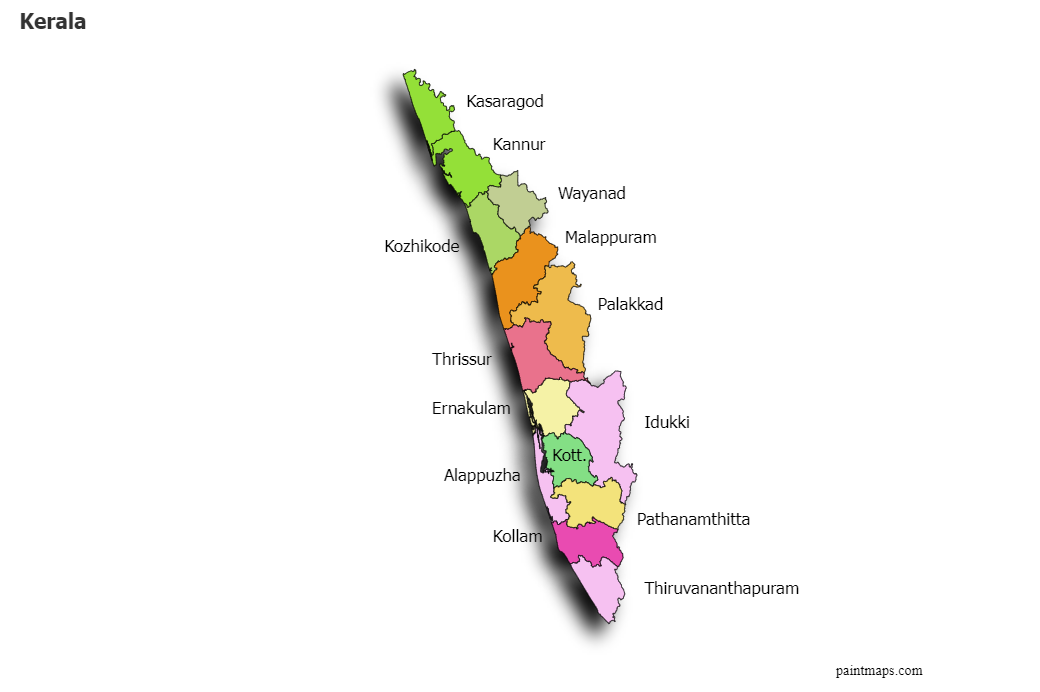 Kerala
Kasaragod
Kannur
Wayanad
Malappuram
Kozhikode
Palakkad
Thrissur
Ernakulam
Idukki
Kott.
Alappuzha
Pathanamthitta
Kollam
Thiruvananthapuram
paintmaps.com